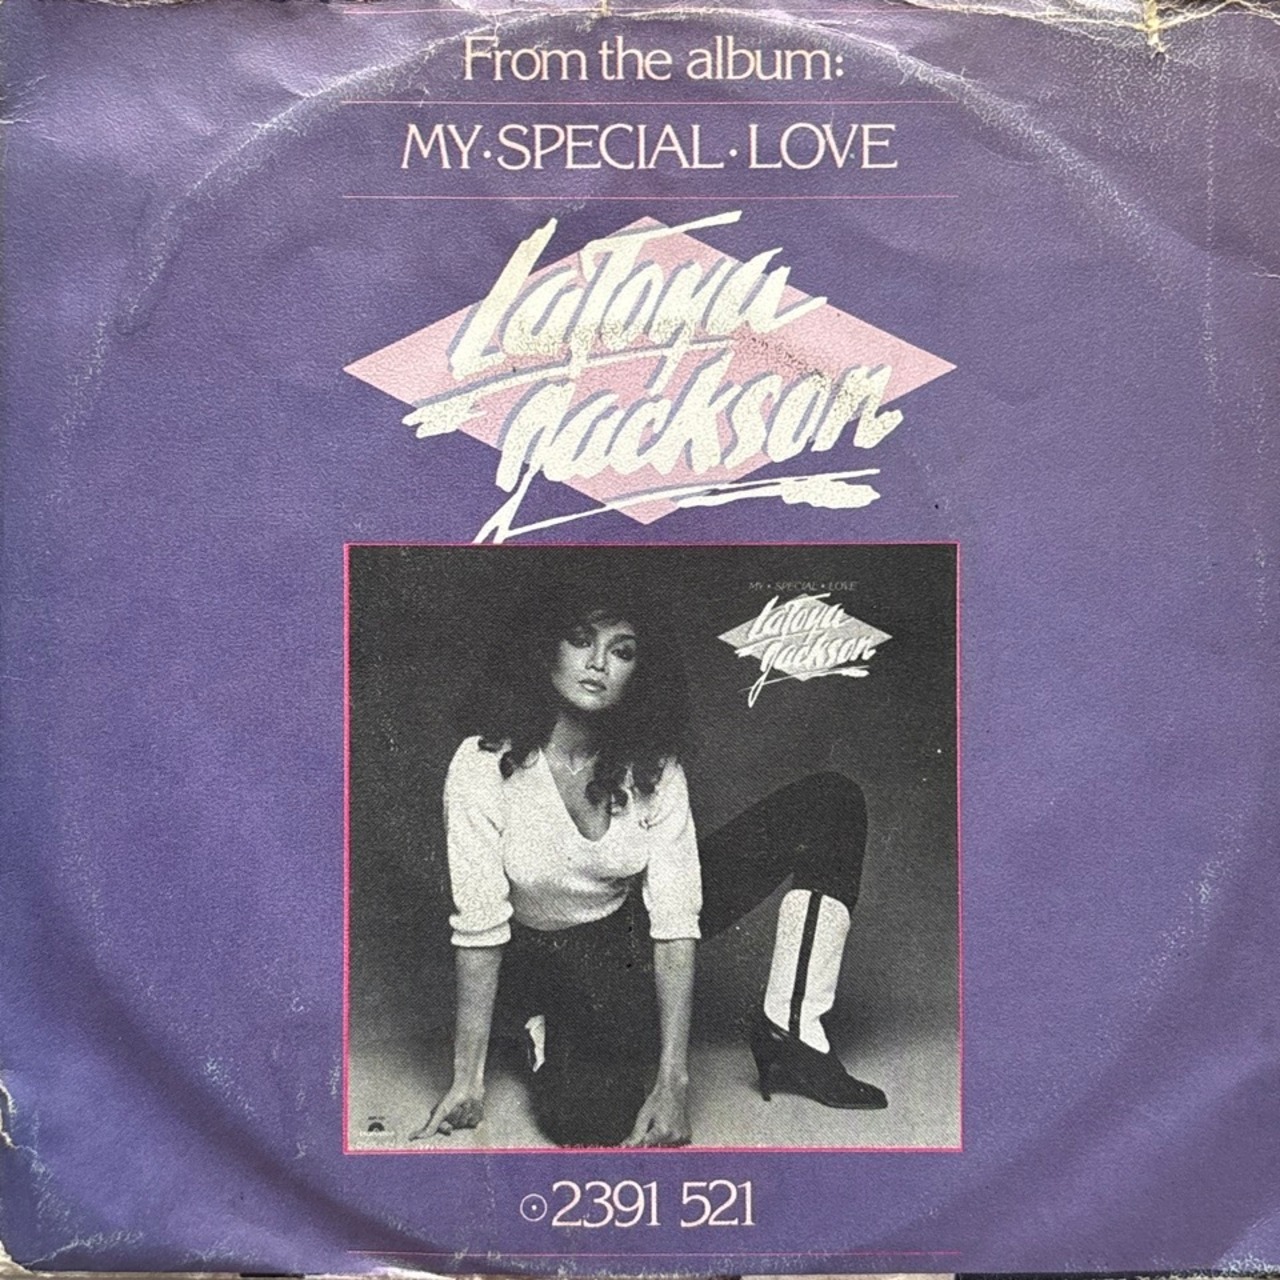 From the album:
MY·SPECIAL·LOVE
LaToya
Jackson
MY·SPECIAL·LOVE
LaToya
Jackson
2391 521